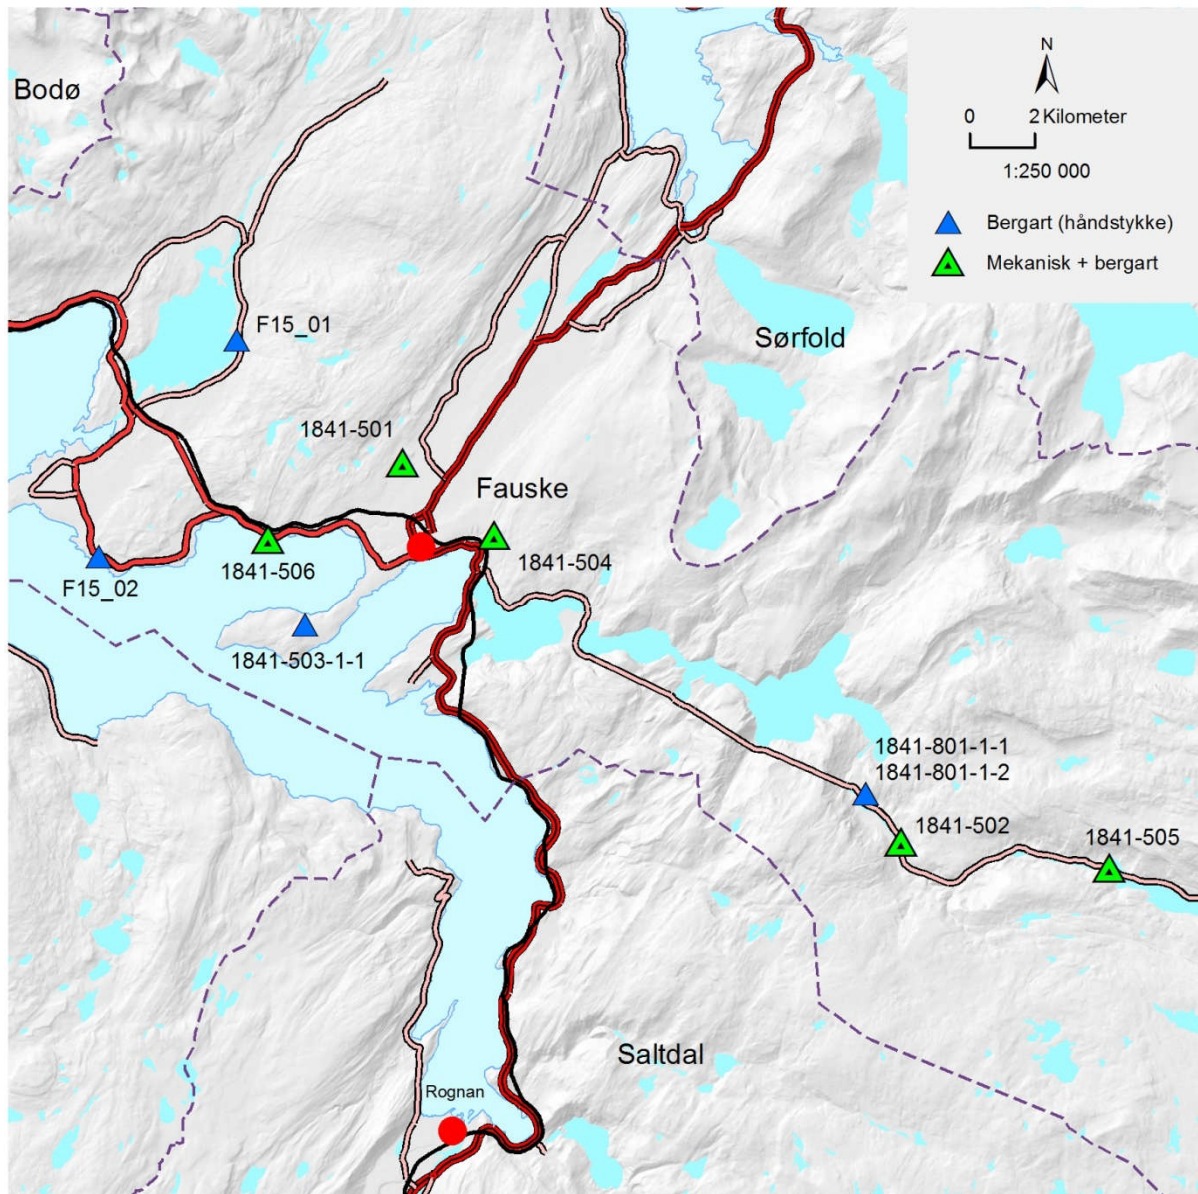 Bodø
N
0 2 Kilometer
1:250 000
Bergart (håndstykke)
Mekanisk + bergart
F15_01
Sørfold
1841-501
Fauske
1841-504
1841-506
F15_02
1841-503-1-1
1841-801-1-1
1841-801-1-2
1841-502
1841-505
Saltdal
Rognan